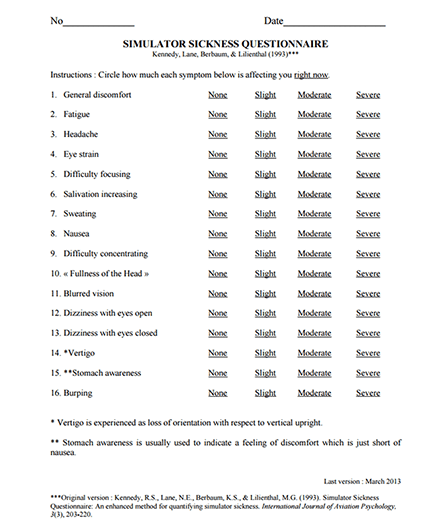 No______________ Date____________________
SIMULATOR SICKNESS QUESTIONNAIRE
Kennedy, Lane, Berbaum, & Lilienthal (1993)***
Instructions : Circle how much each symptom below is affecting you right now.
1. General discomfort None Slight Moderate Severe
2. Fatigue None Slight Moderate Severe
3. Headache None Slight Moderate Severe
4. Eye strain None Slight Moderate Severe
5. Difficulty focusing None Slight Moderate Severe
6. Salivation increasing None Slight Moderate Severe
7. Sweating None Slight Moderate Severe
8. Nausea None Slight Moderate Severe
9. Difficulty concentrating None Slight Moderate Severe
10. « Fullness of the Head » None Slight Moderate Severe
11. Blurred vision None Slight Moderate Severe
12. Dizziness with eyes open None Slight Moderate Severe
13. Dizziness with eyes closed None Slight Moderate Severe
14. *Vertigo None Slight Moderate Severe
15. **Stomach awareness None Slight Moderate Severe
16. Burping None Slight Moderate Severe
* Vertigo is experienced as loss of orientation with respect to vertical upright.
** Stomach awareness is usually used to indicate a feeling of discomfort which is just short of
nausea.
Last version : March 2013
***Original version : Kennedy, R.S., Lane, N.E., Berbaum, K.S., & Lilienthal, M.G. (1993). Simulator Sickness
Questionnaire: An enhanced method for quantifying simulator sickness. International Journal of Aviation Psychology,
3(3), 203-220.